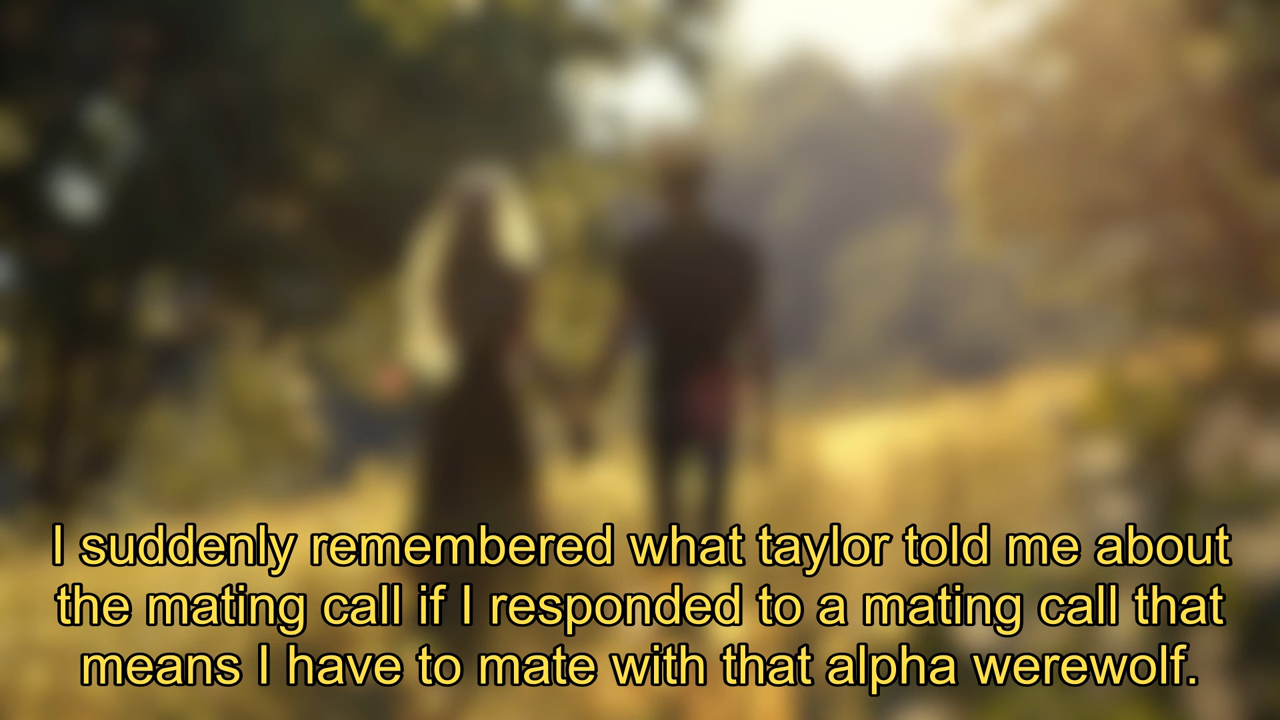 I suddenly remembered what taylor told me about
the mating call if I responded to a mating call that
means I have to mate with that alpha werewolf.